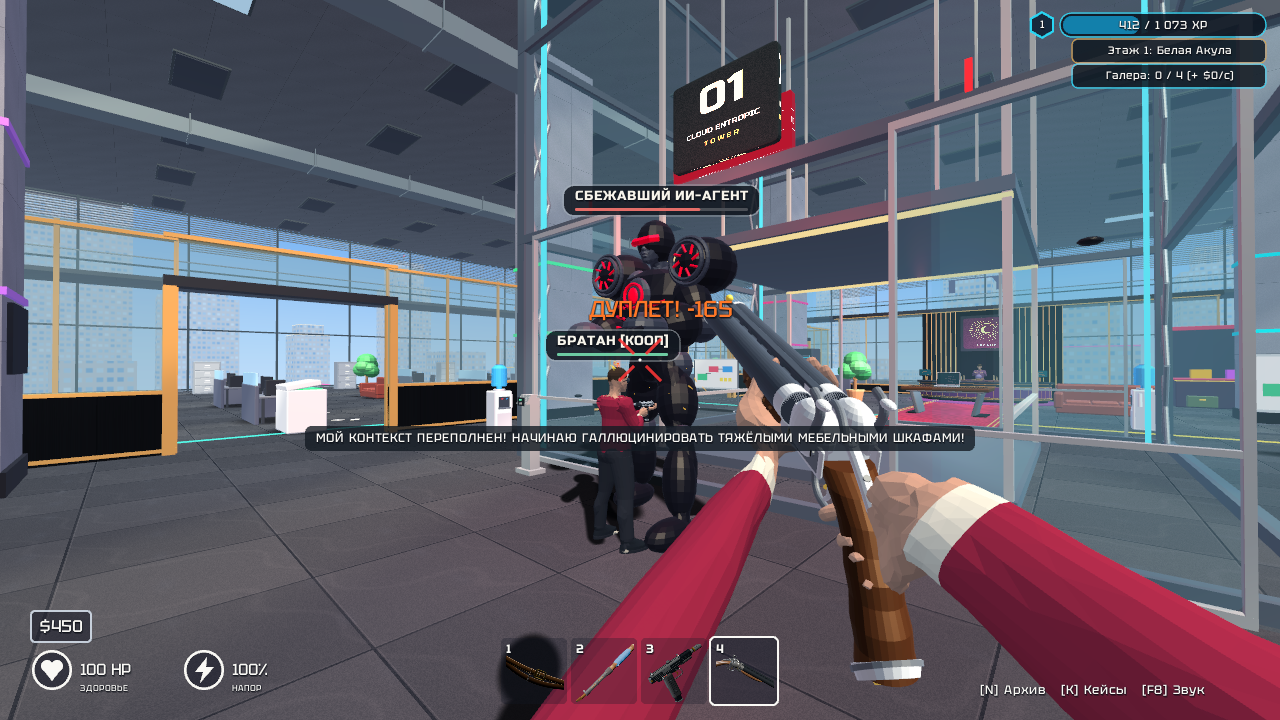 1
412 / 1 073 XP
Этаж 1: Белая Акула
Галера: 0 / 4 (+ $0/с)
01
CLOUD ENTROPIC
TOWER
СБЕЖАВШИЙ ИИ-АГЕНТ
ДУПЛЕТ! -165
БРАТАН [КООП]
МОЙ КОНТЕКСТ ПЕРЕПОЛНЕН! НАЧИНАЮ ГАЛЛЮЦИНИРОВАТЬ ТЯЖЁЛЫМИ МЕБЕЛЬНЫМИ ШКАФАМИ!
$450
100 HP
ЗДОРОВЬЕ
100%
НАПОР
1
2
3
4
[N] Архив [K] Кейсы [F8] Звук